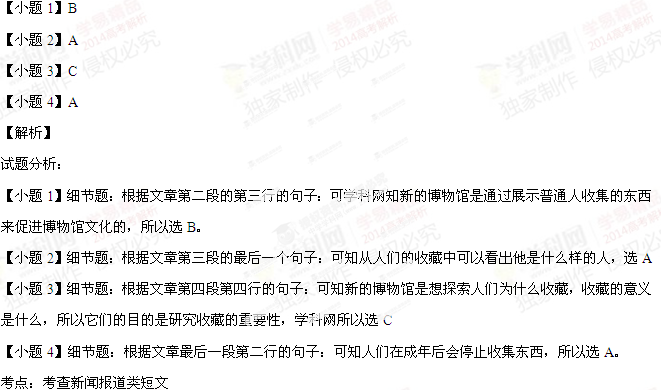 【小题 1】B
【小题 2】A
【小题 3】C
【小题 4】A
【解析】
试题分析：
【小题 1】细节题：根据文章第二段的第三行的句子：可学科网知新的博物馆是通过展示普通人收集的东西
来促进博物馆文化的，所以选 B。
【小题 2】细节题：根据文章第三段的最后一个句子：可知从人们的收藏中可以看出他是什么样的人，选 A
【小题 3】细节题：根据文章第四段第四行的句子：可知新的博物馆是想探索人们为什么收藏，收藏的意义
是什么，所以它们的目的是研究收藏的重要性，学科网所以选 C
【小题 4】细节题：根据文章最后一段第二行的句子：可知人们在成年后会停止收集东西，所以选 A。
考点：考查新闻报道类短文